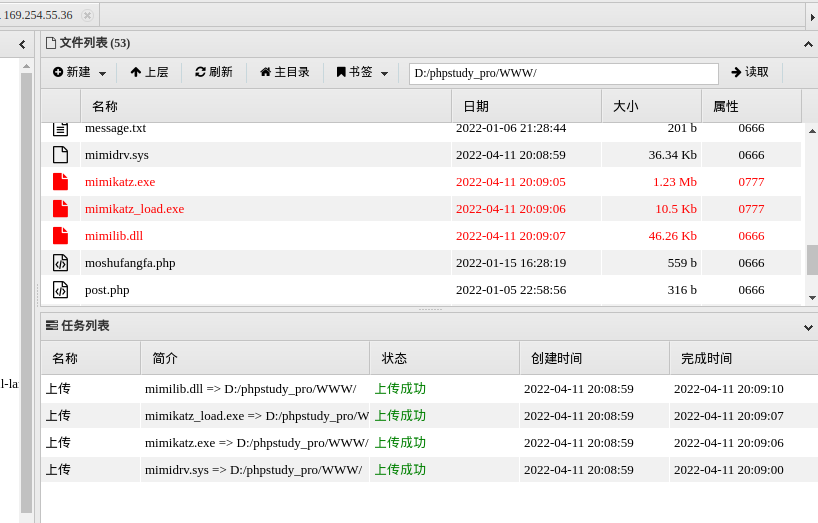 169.254.55.36
文件列表 (53)
新建 上层 刷新 主目录 书签 D:/phpstudy_pro/WWW/ 读取
名称 日期 大小 属性
message.txt 2022-01-06 21:28:44 201 b 0666
mimidrv.sys 2022-04-11 20:08:59 36.34 Kb 0666
mimikatz.exe 2022-04-11 20:09:05 1.23 Mb 0777
mimikatz_load.exe 2022-04-11 20:09:06 10.5 Kb 0777
mimilib.dll 2022-04-11 20:09:07 46.26 Kb 0666
moshufangfa.php 2022-01-15 16:28:19 559 b 0666
post.php 2022-01-05 22:58:56 316 b 0666
任务列表
名称 简介 状态 创建时间 完成时间
l-la 上传 mimilib.dll => D:/phpstudy_pro/WWW/ 上传成功 2022-04-11 20:08:59 2022-04-11 20:09:10
上传 mimikatz_load.exe => D:/phpstudy_pro/W 上传成功 2022-04-11 20:08:59 2022-04-11 20:09:07
上传 mimikatz.exe => D:/phpstudy_pro/WWW/ 上传成功 2022-04-11 20:08:59 2022-04-11 20:09:06
上传 mimidrv.sys => D:/phpstudy_pro/WWW/ 上传成功 2022-04-11 20:08:59 2022-04-11 20:09:00